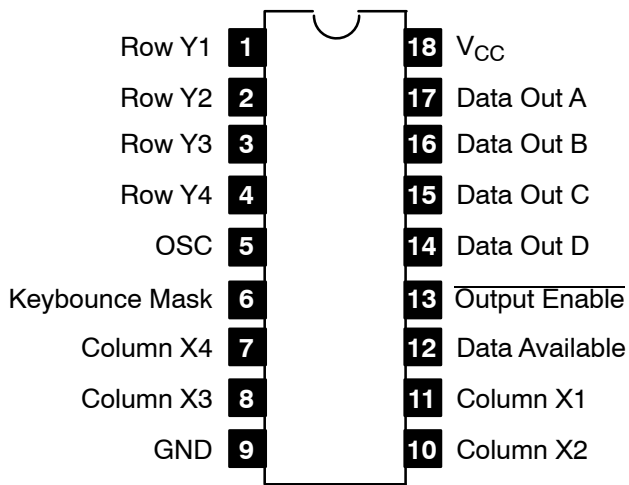 Row Y1 1 18 VCC
Row Y2 2 17 Data Out A
Row Y3 3 16 Data Out B
Row Y4 4 15 Data Out C
OSC 5 14 Data Out D
Keybounce Mask 6 13 Output Enable
Column X4 7 12 Data Available
Column X3 8 11 Column X1
GND 9 10 Column X2